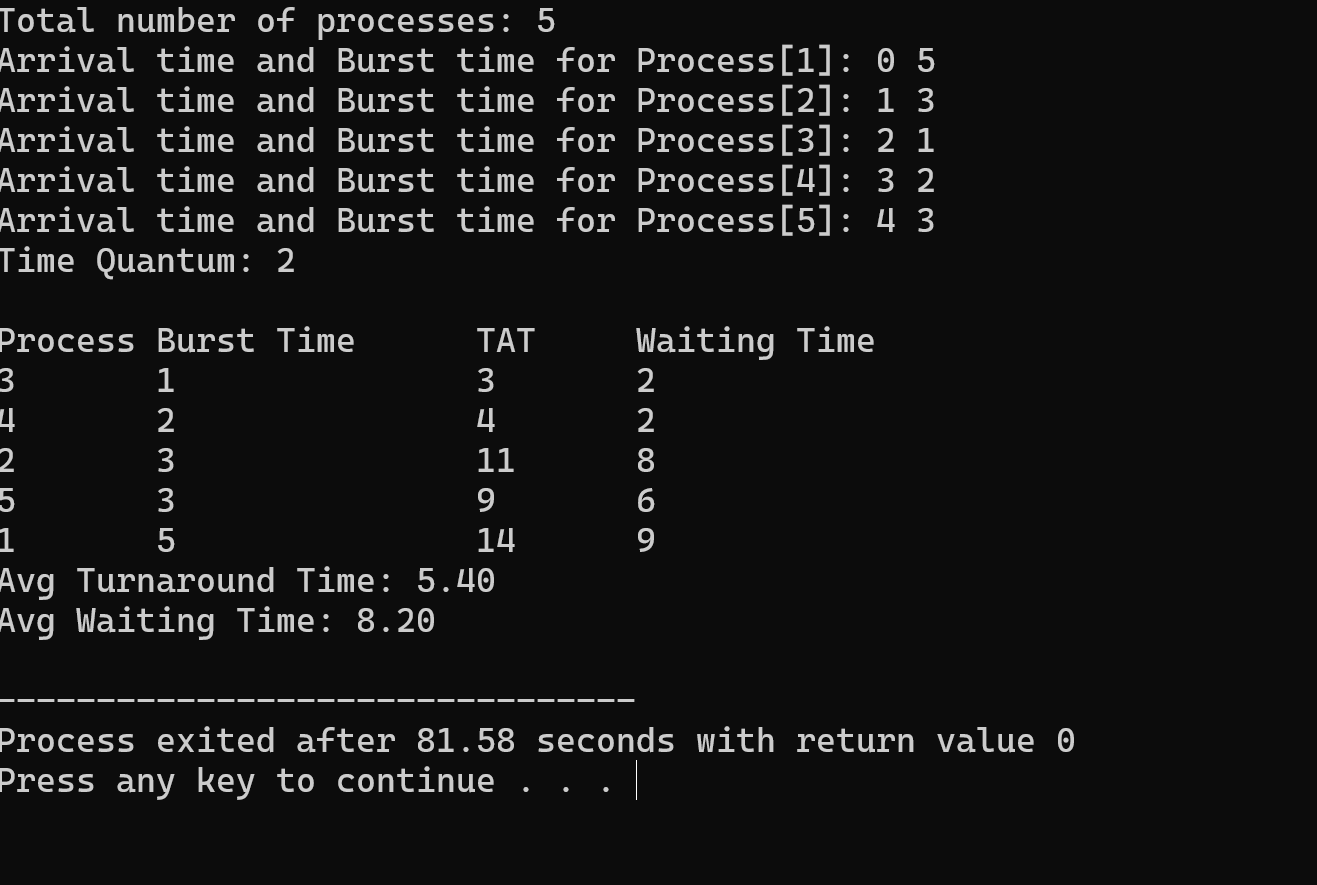 Total number of processes: 5
Arrival time and Burst time for Process[1]: 0 5
Arrival time and Burst time for Process[2]: 1 3
Arrival time and Burst time for Process[3]: 2 1
Arrival time and Burst time for Process[4]: 3 2
Arrival time and Burst time for Process[5]: 4 3
Time Quantum: 2
Process Burst Time TAT Waiting Time
3 1 3 2
4 2 4 2
2 3 11 8
5 3 9 6
1 5 14 9
Avg Turnaround Time: 5.40
Avg Waiting Time: 8.20
--------------------------------
Process exited after 81.58 seconds with return value 0
Press any key to continue . . .